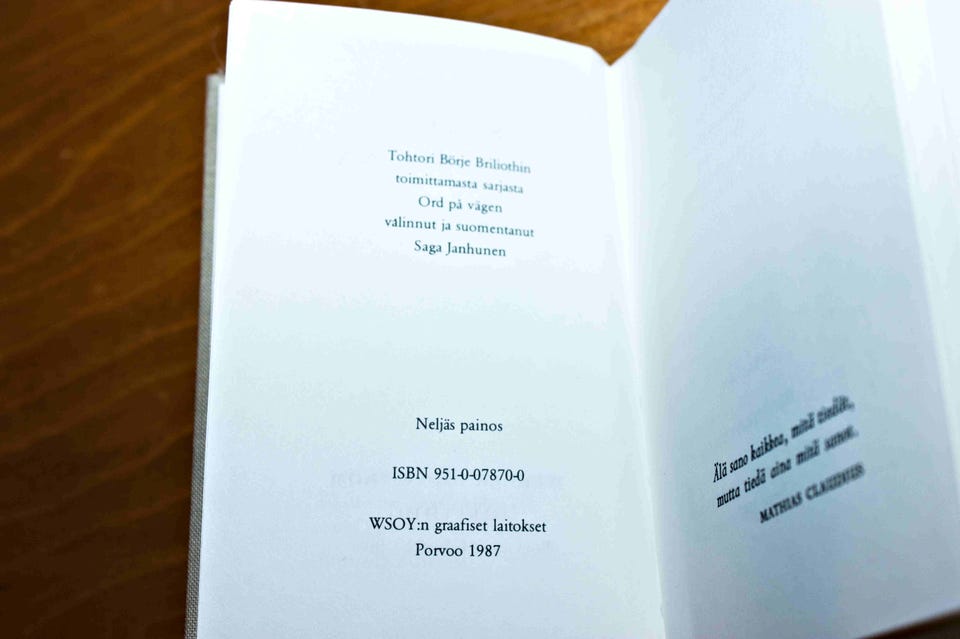 Tohtori Börje Briliothin
toimittamasta sarjasta
Ord på vägen
valinnut ja suomentanut
Saga Janhunen
Neljäs painos
ISBN 951-0-07870-0
WSOY:n graafiset laitokset
Porvoo 1987
Älä sano kaikkea, mitä tiedät,
mutta tiedä aina mitä sanot.
MATHIAS CLAUDIUS